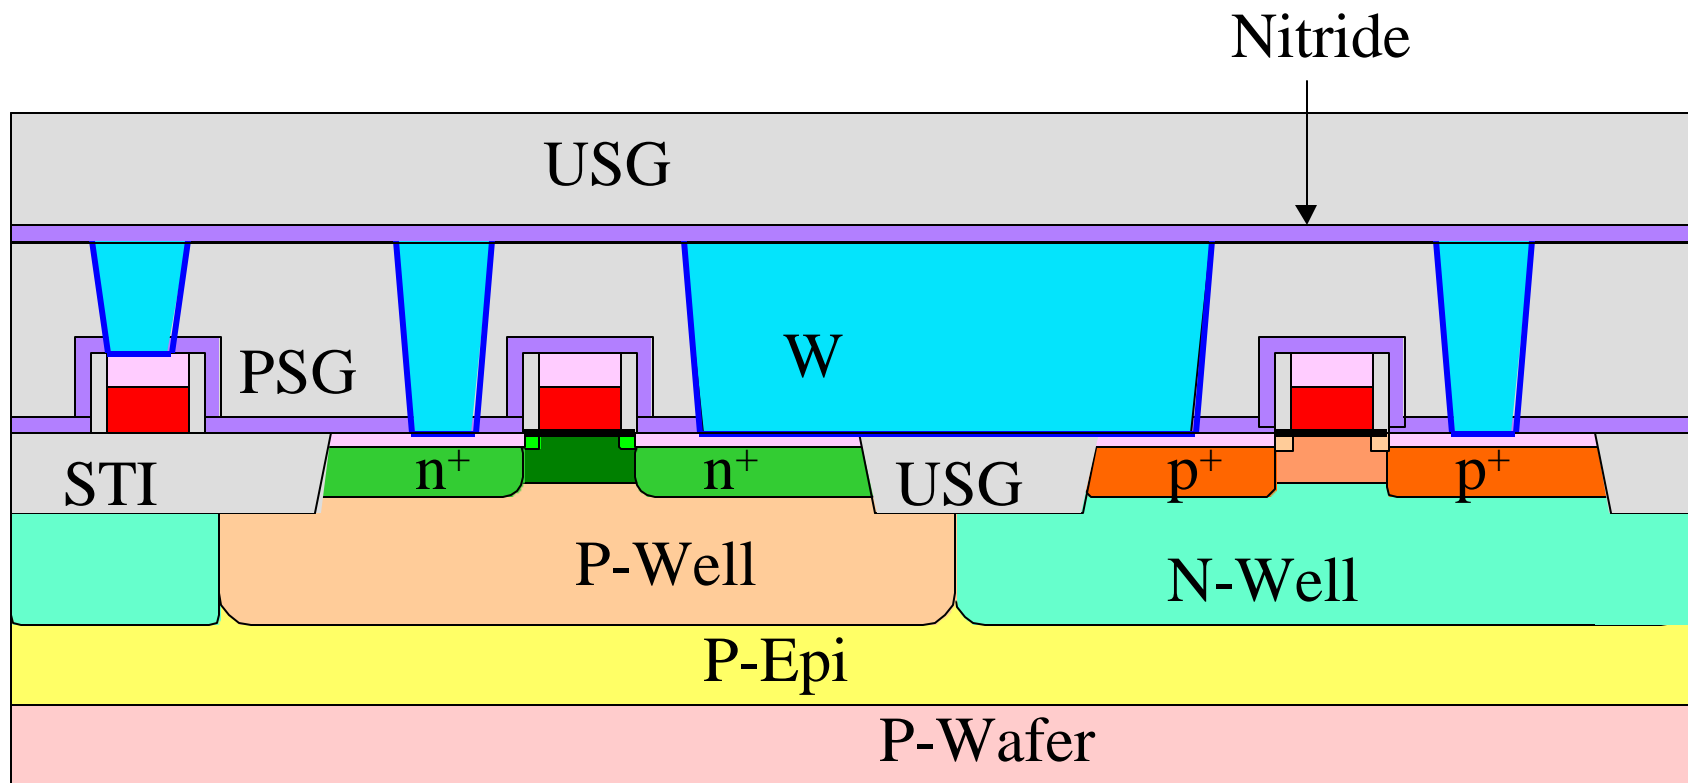 Nitride
USG
W
PSG
STI
n⁺
n⁺
USG
p⁺
p⁺
P-Well
N-Well
P-Epi
P-Wafer